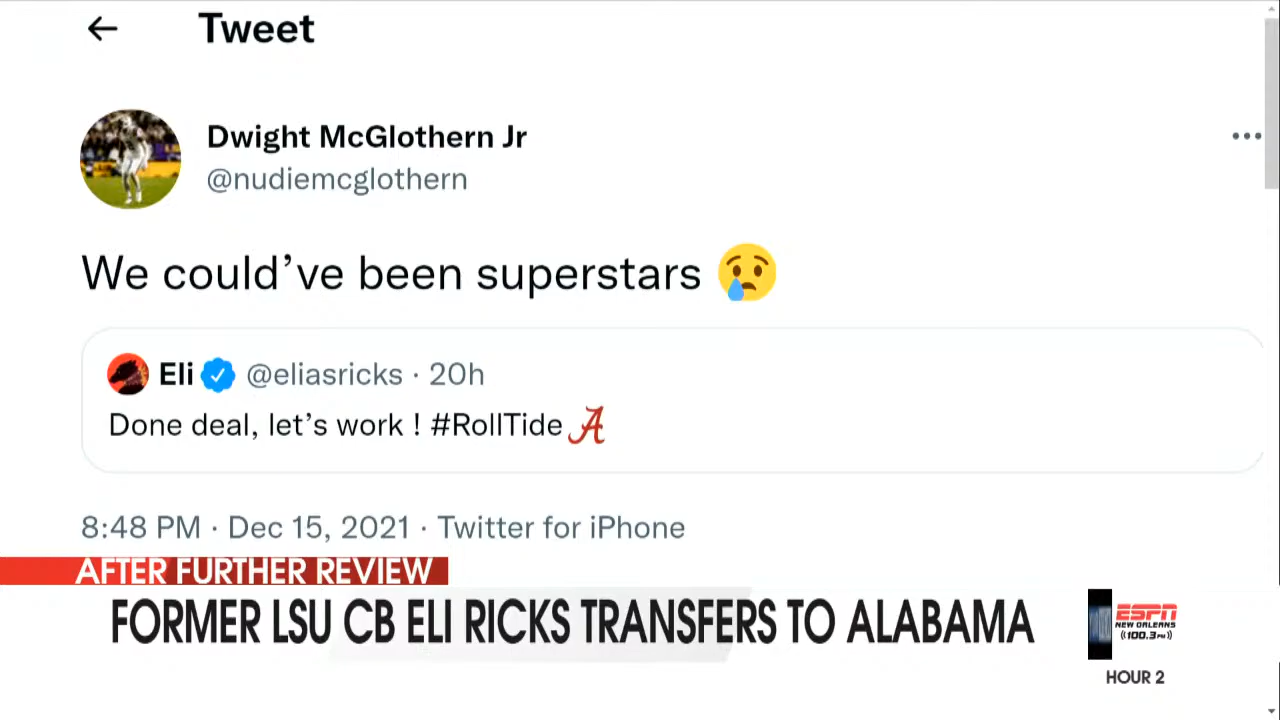 Tweet
Dwight McGlothern Jr
@nudiemcglothern
We could’ve been superstars 😢
Eli @eliasricks · 20h
Done deal, let’s work ! #RollTide
8:48 PM · Dec 15, 2021 · Twitter for iPhone
AFTER FURTHER REVIEW
FORMER LSU CB ELI RICKS TRANSFERS TO ALABAMA
ESPN
NEW ORLEANS
((100.3 FM))
HOUR 2